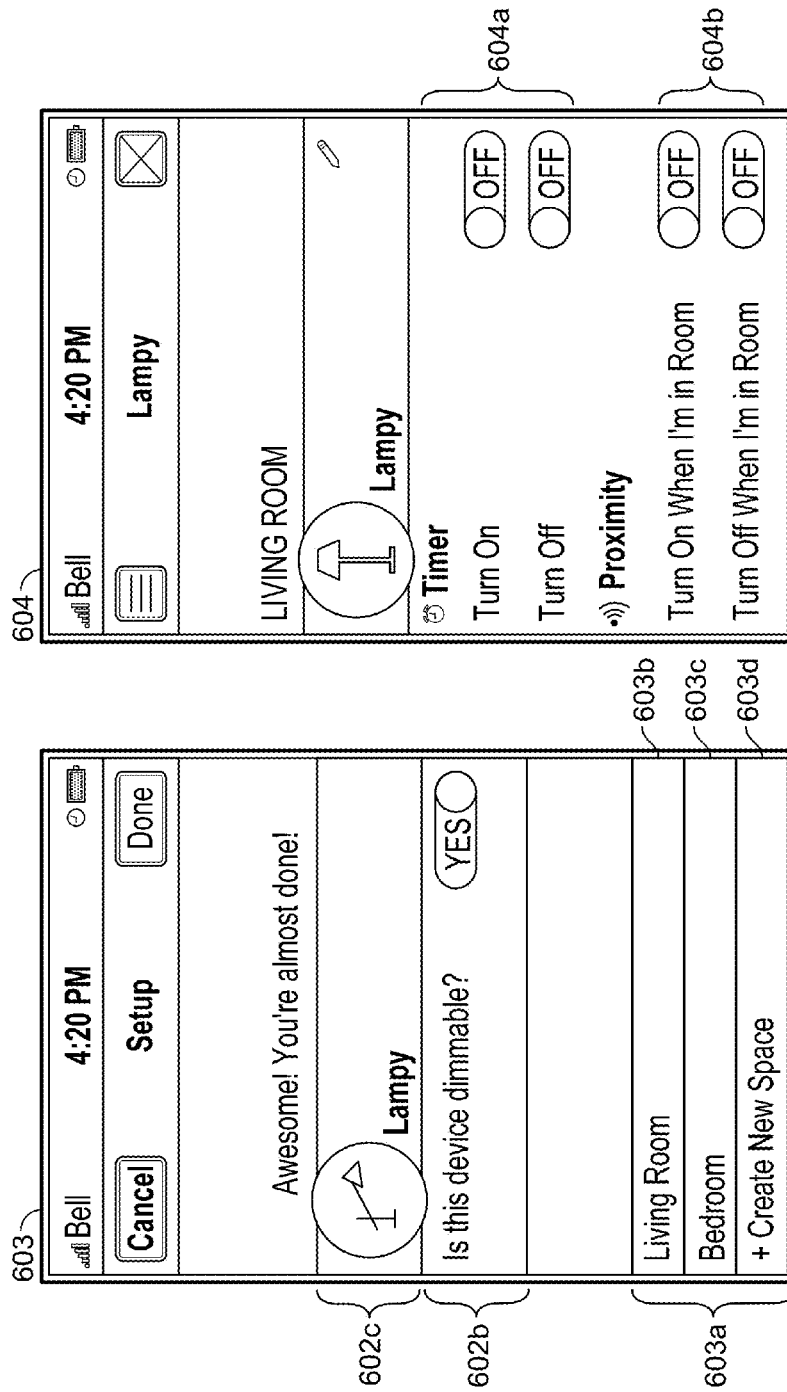 603
Bell 4:20 PM
Cancel Setup Done
Awesome! You're almost done!
602c
Lampy
602b
Is this device dimmable? YES
603a
Living Room 603b
Bedroom 603c
+ Create New Space 603d
604
Bell 4:20 PM
Lampy
LIVING ROOM
Lampy
Timer
Turn On OFF
Turn Off OFF
604a
Proximity
Turn On When I'm in Room OFF
Turn Off When I'm in Room OFF
604b